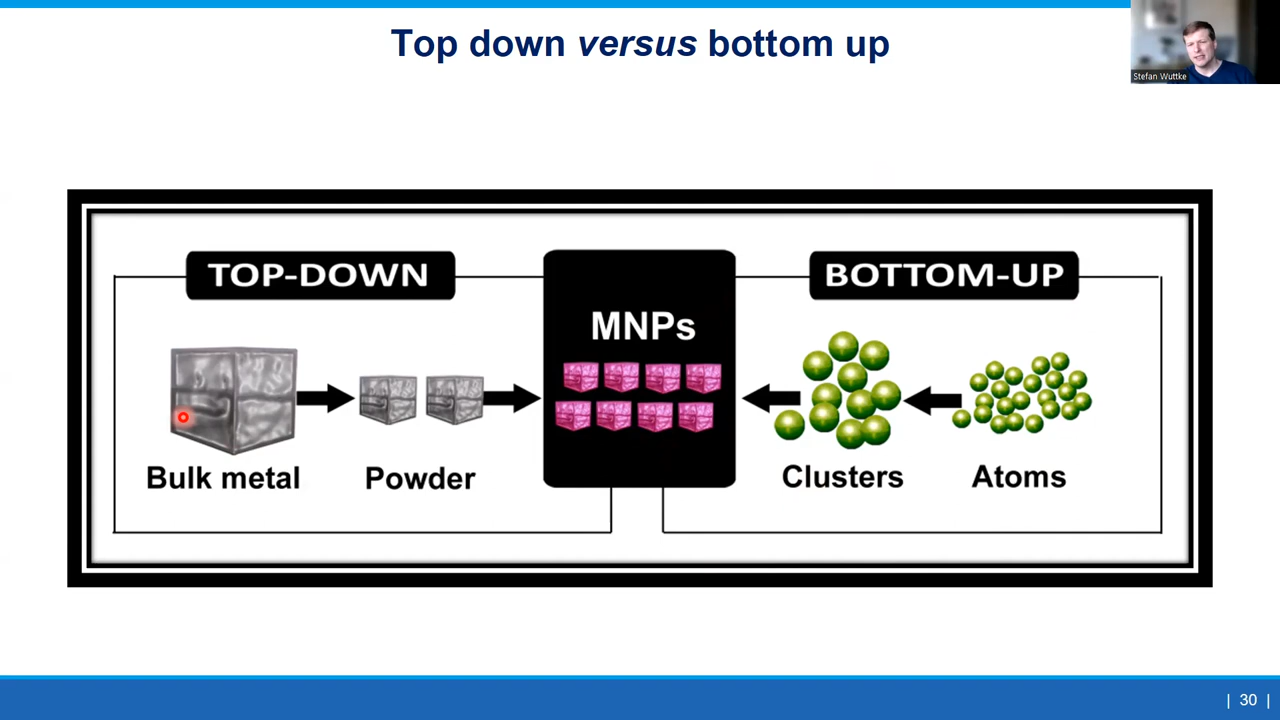 Top down versus bottom up
Stefan Wuttke
TOP-DOWN
BOTTOM-UP
MNPs
Bulk metal
Powder
Clusters
Atoms
| 30 |